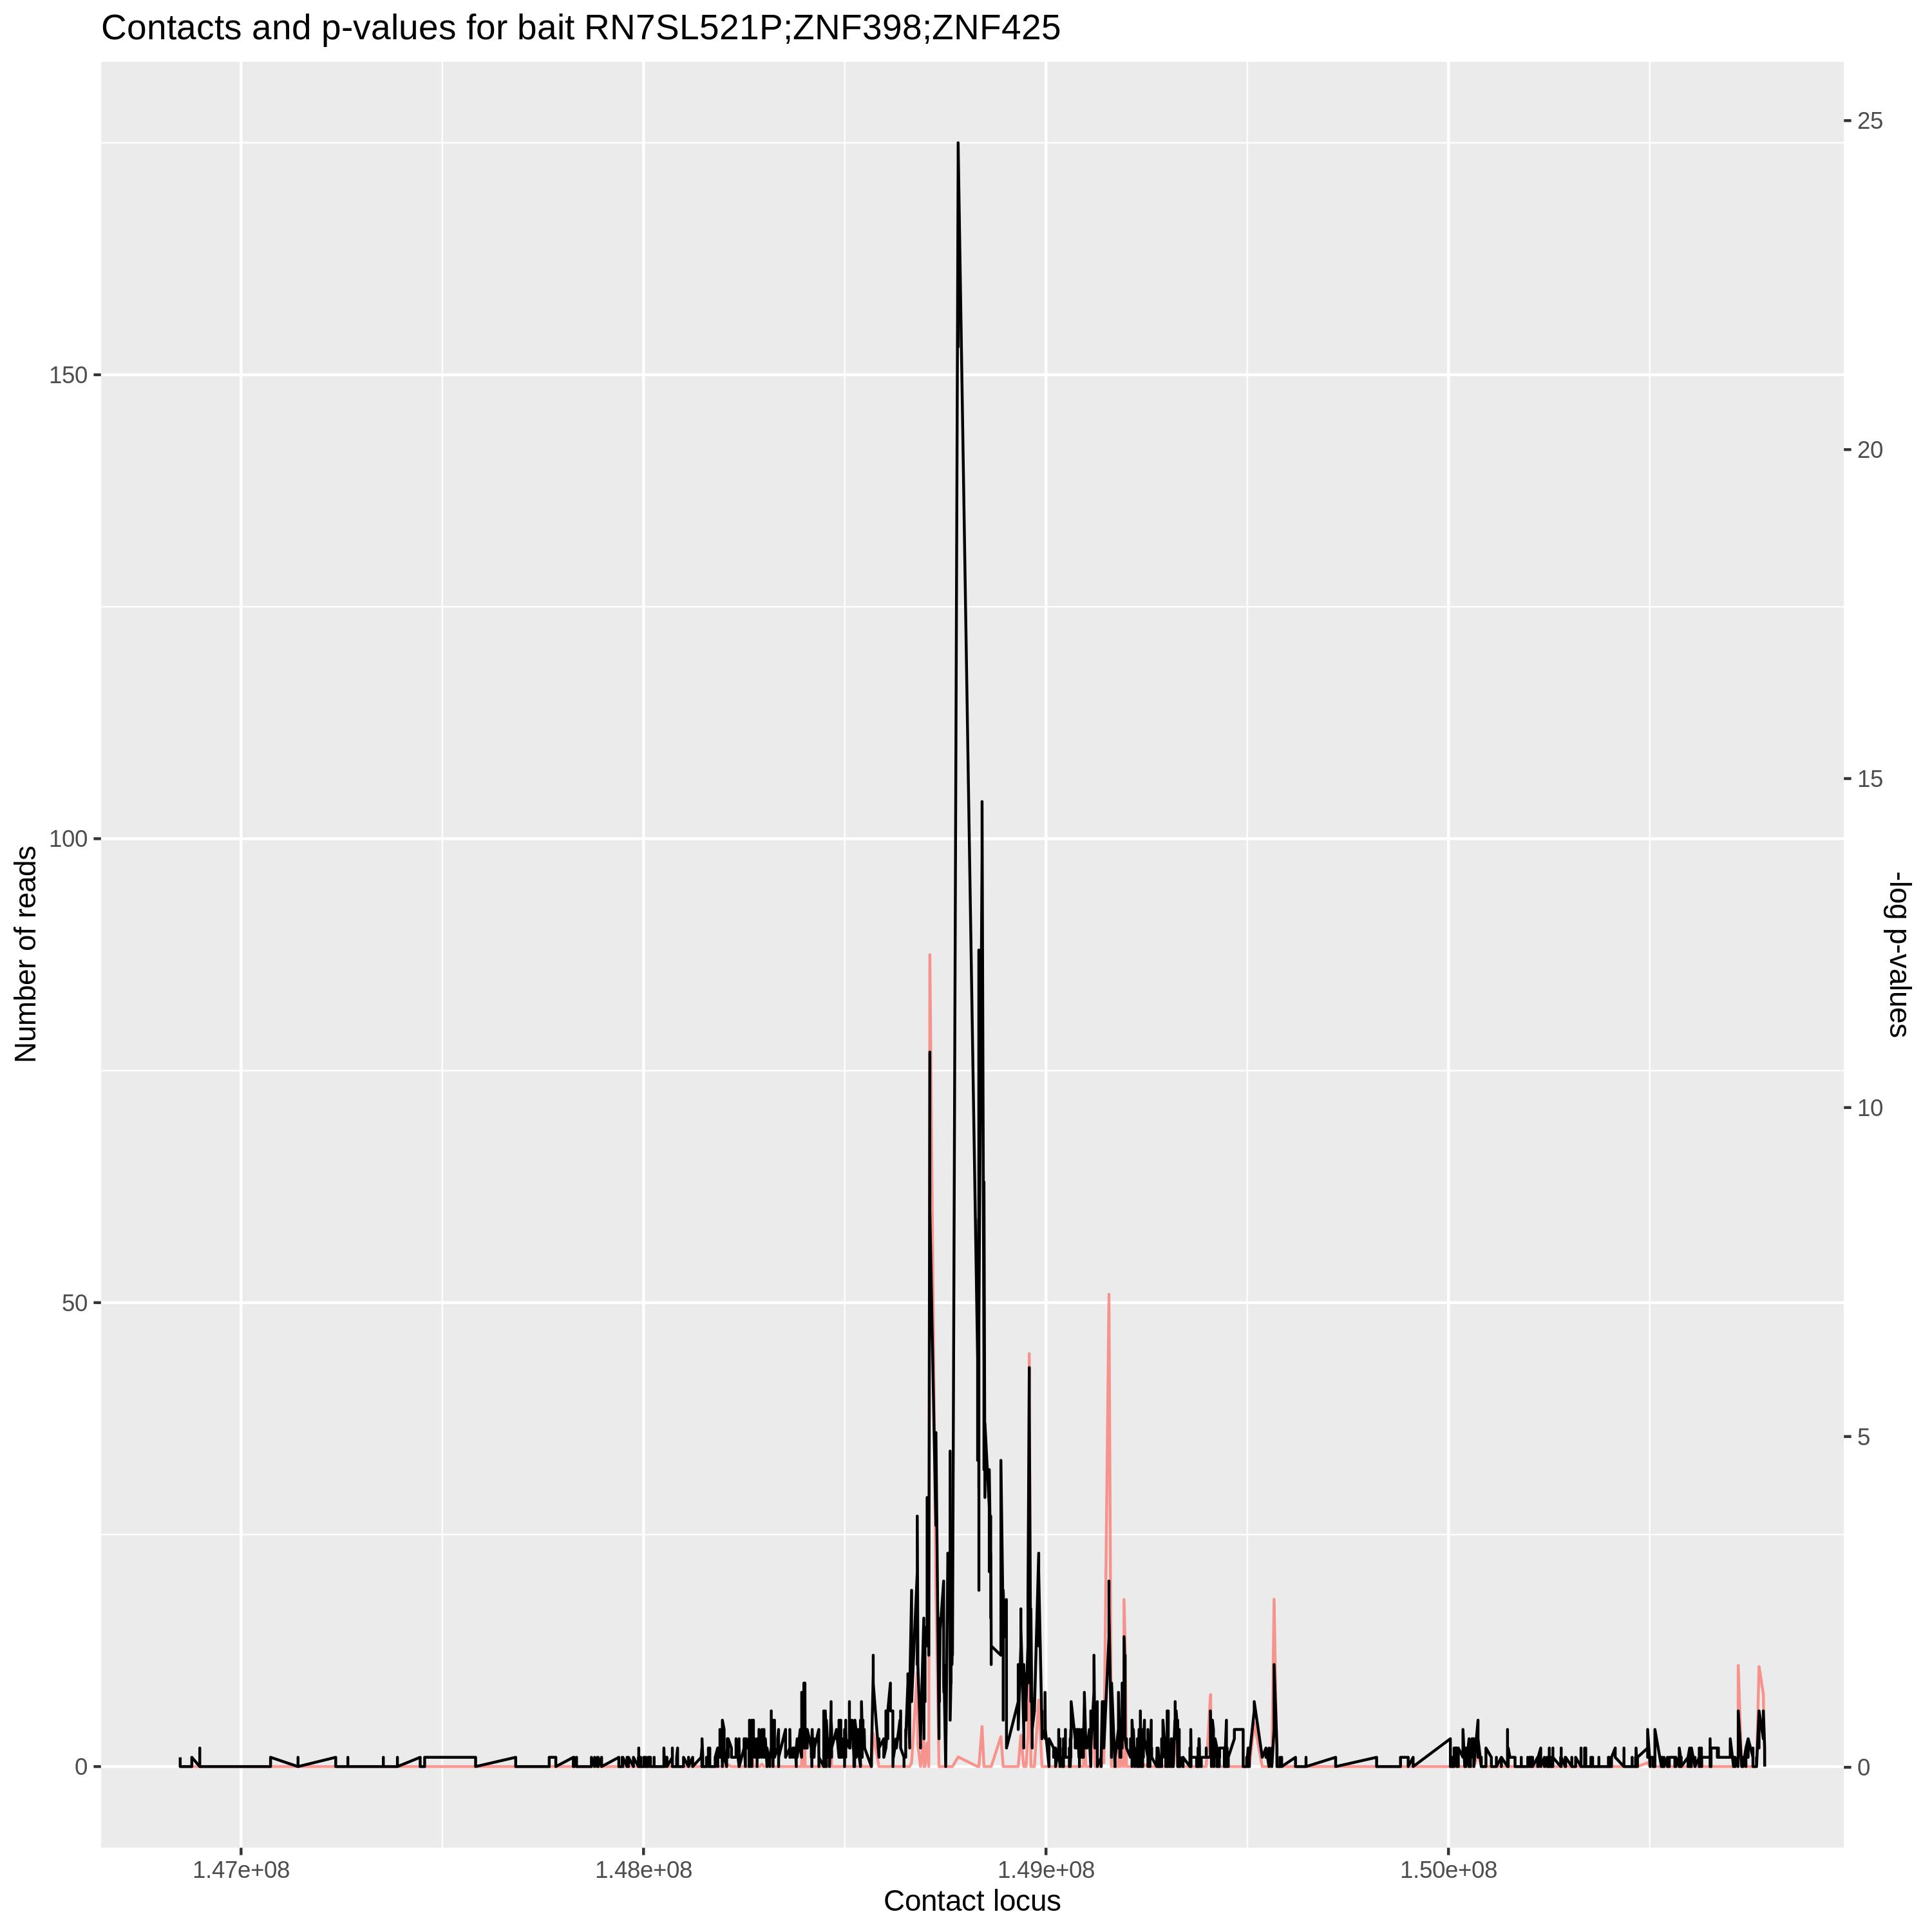 Contacts and p-values for bait RN7SL521P;ZNF398;ZNF425
Number of reads
150
100
50
0
25
20
15
10
5
0
-log p-values
1.47e+08
1.48e+08
1.49e+08
1.50e+08
Contact locus